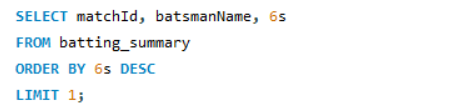 SELECT matchId, batsmanName, 6s
FROM batting_summary
ORDER BY 6s DESC
LIMIT 1;